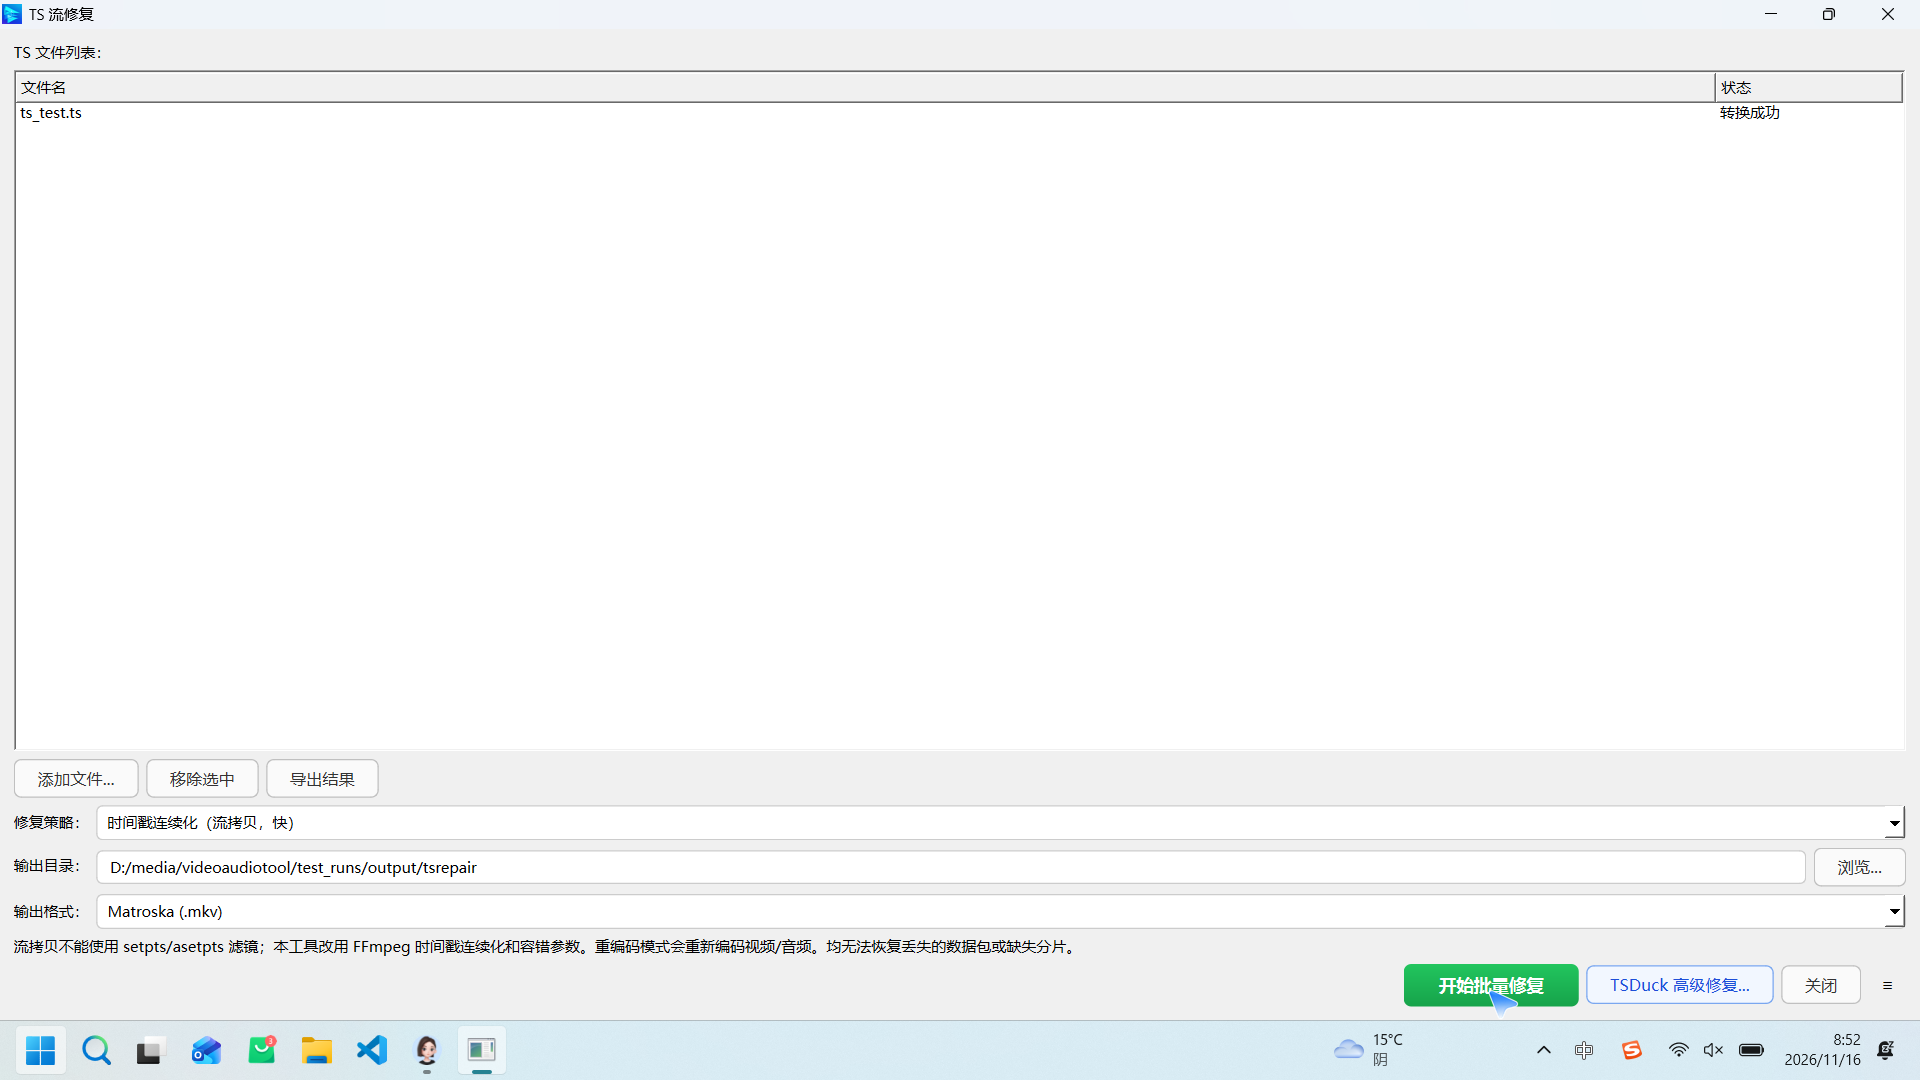 TS 流修复
TS 文件列表：
文件名 状态
ts_test.ts 转换成功
添加文件... 移除选中 导出结果
修复策略： 时间戳连续化（流拷贝，快）
输出目录： D:/media/videoaudiotool/test_runs/output/tsrepair 浏览...
输出格式： Matroska (.mkv)
流拷贝不能使用 setpts/asetpts 滤镜；本工具改用 FFmpeg 时间戳连续化和容错参数。重编码模式会重新编码视频/音频。均无法恢复丢失的数据包或缺失分片。
开始批量修复 TSDuck 高级修复... 关闭
3
15°C
阴
中
8:52
2026/11/16